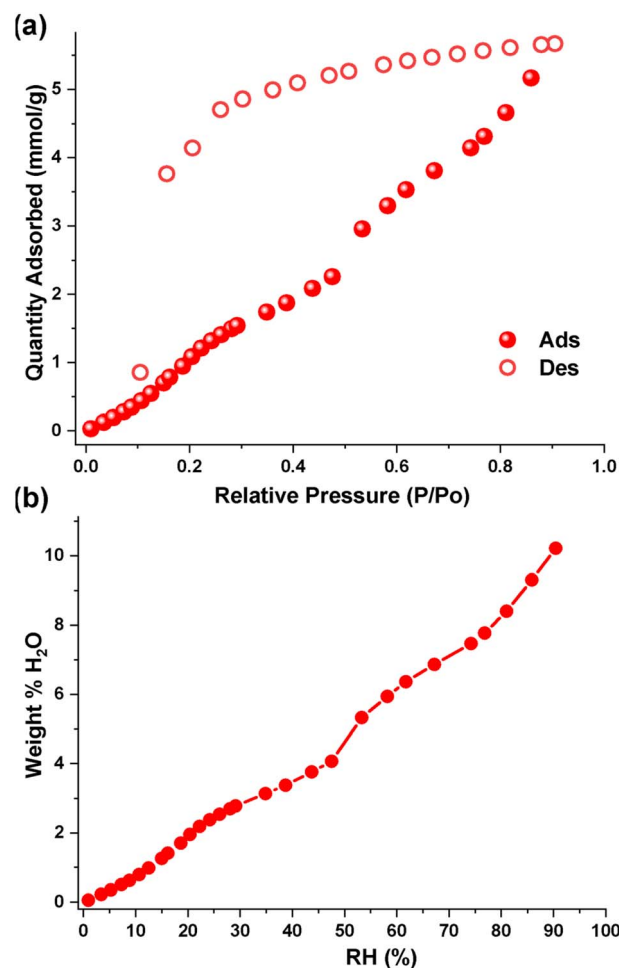 (a)
5
4
3
2
1
0
Quantity Adsorbed (mmol/g)
Ads
Des
0.0 0.2 0.4 0.6 0.8 1.0
Relative Pressure (P/Po)
(b)
10
8
6
4
2
0
Weight % H₂O
0 10 20 30 40 50 60 70 80 90 100
RH (%)